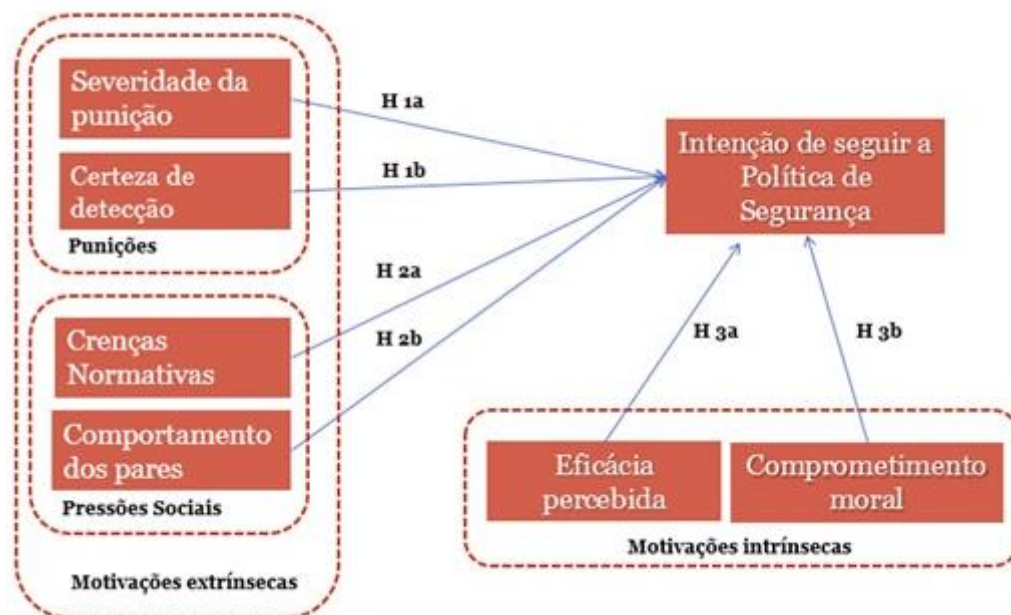 Severidade da
punição
H 1a
Certeza de
detecção
H 1b
Punições
Intenção de seguir a
Política de
Segurança
H 2a
Crenças
Normativas
H 2b
Comportamento
dos pares
Pressões Sociais
Motivações extrínsecas
H 3a
H 3b
Eficácia
percebida
Comprometimento
moral
Motivações intrínsecas